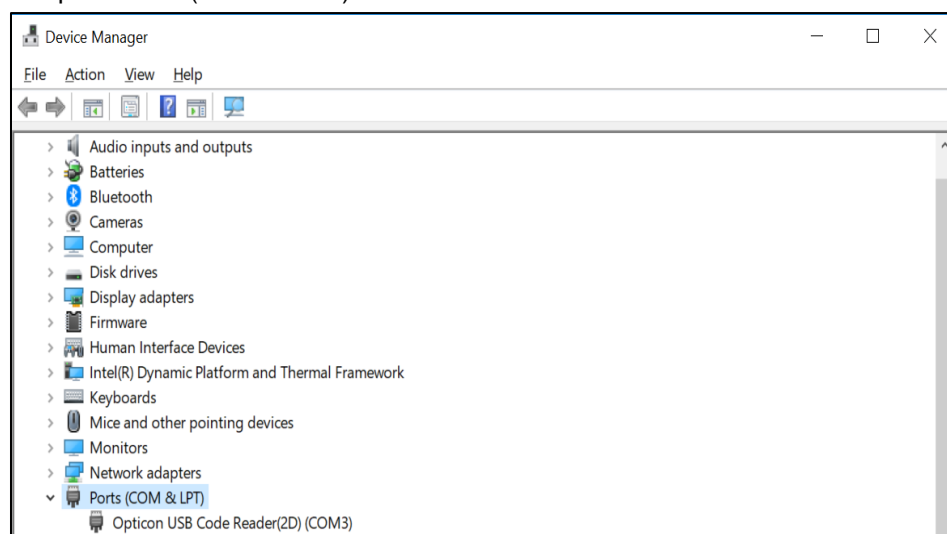 Device Manager
File Action View Help
Audio inputs and outputs
Batteries
Bluetooth
Cameras
Computer
Disk drives
Display adapters
Firmware
Human Interface Devices
Intel(R) Dynamic Platform and Thermal Framework
Keyboards
Mice and other pointing devices
Monitors
Network adapters
Ports (COM & LPT)
Opticon USB Code Reader(2D) (COM3)